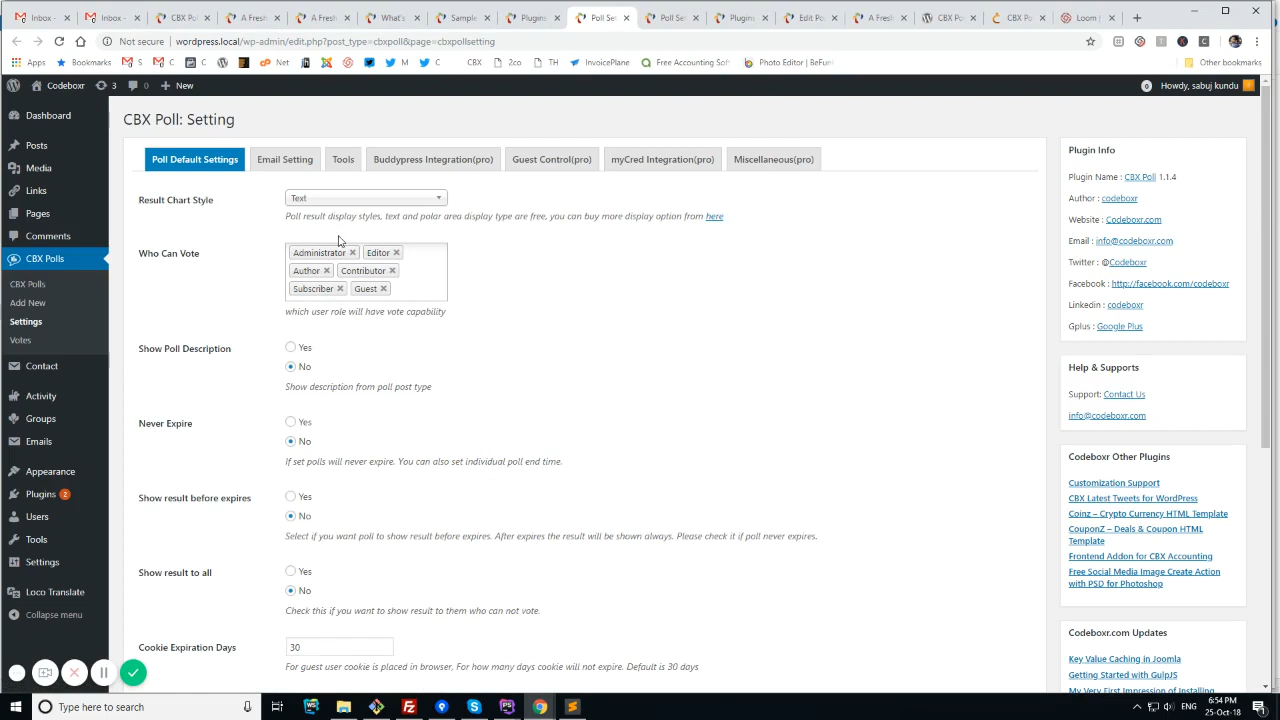 Inbox -
Inbox -
CBX Po
A Fresh
A Fresh
What's
Sample
Plugins
Poll Set
Poll Set
Plugins
Edit Po
A Fresh
CBX Po
CBX Po
Loom |
Not secure
wordpress.local/wp-admin/edit.php?post_type=cbxpoll&page=cbxpollsetting
Apps
Bookmarks
S
C
C
Net
M
C
CBX
2co
TH
InvoicePlane
Free Accounting Soft
Photo Editor | BeFun
Other bookmarks
Codeboxr
3
0
New
0
Howdy, sabuj kundu
Dashboard
Posts
Media
Links
Pages
Comments
CBX Polls
CBX Polls
Add New
Settings
Votes
Contact
Activity
Groups
Emails
Appearance
Plugins 2
Users
Tools
Settings
Loco Translate
Collapse menu
CBX Poll: Setting
Poll Default Settings
Email Setting
Tools
Buddypress Integration(pro)
Guest Control(pro)
myCred Integration(pro)
Miscellaneous(pro)
Result Chart Style
Text
Poll result display styles, text and polar area display type are free, you can buy more display option from here
Who Can Vote
Administrator
Editor
Author
Contributor
Subscriber
Guest
which user role will have vote capability
Show Poll Description
Yes
No
Show description from poll post type
Never Expire
Yes
No
If set polls will never expire. You can also set individual poll end time.
Show result before expires
Yes
No
Select if you want poll to show result before expires. After expires the result will be shown always. Please check it if poll never expires.
Show result to all
Yes
No
Check this if you want to show result to them who can not vote.
Cookie Expiration Days
30
For guest user cookie is placed in browser, For how many days cookie will not expire. Default is 30 days
Plugin Info
Plugin Name : CBX Poll 1.1.4
Author : codeboxr
Website : Codeboxr.com
Email : info@codeboxr.com
Twitter : @Codeboxr
Facebook : http://facebook.com/codeboxr
Linkedin : codeboxr
Gplus : Google Plus
Help & Supports
Support: Contact Us
info@codeboxr.com
Codeboxr Other Plugins
Customization Support
CBX Latest Tweets for WordPress
Coinz – Crypto Currency HTML Template
CouponZ – Deals & Coupon HTML
Template
Frontend Addon for CBX Accounting
Free Social Media Image Create Action
with PSD for Photoshop
Codeboxr.com Updates
Key Value Caching in Joomla
Getting Started with GulpJS
My Very First Impression of Installing
Type here to search
ENG
6:54 PM
25-Oct-18